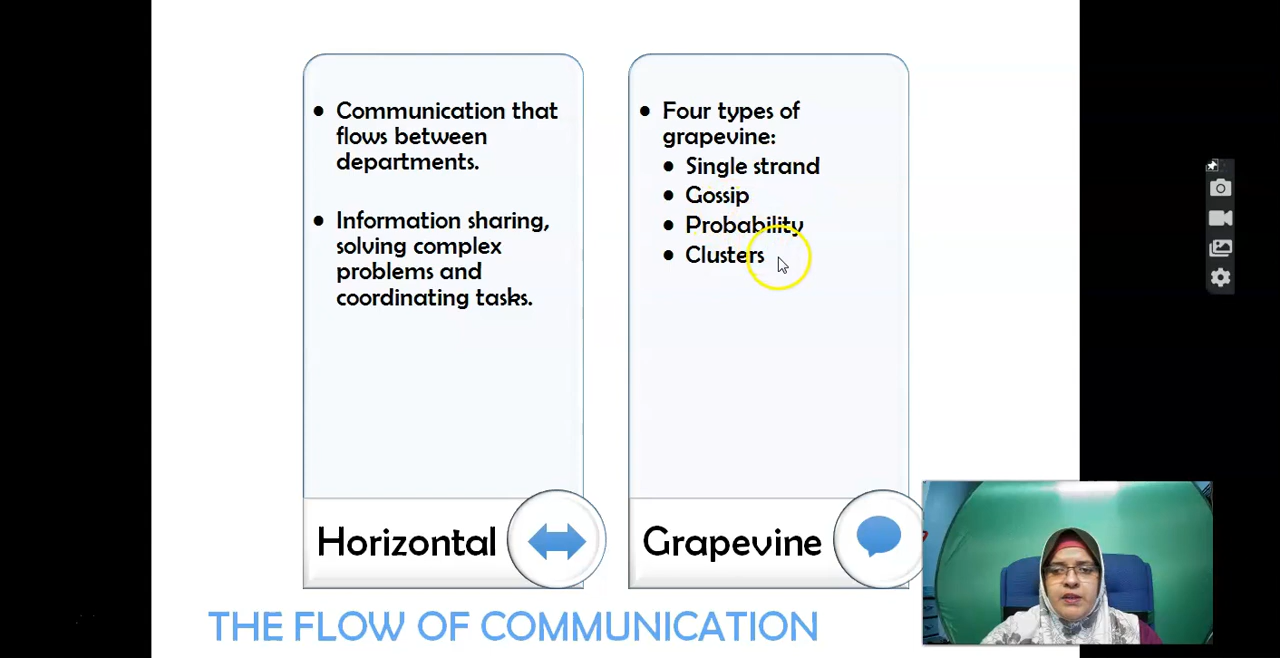 Communication that
flows between
departments.
Information sharing,
solving complex
problems and
coordinating tasks.
Horizontal
Four types of
grapevine:
Single strand
Gossip
Probability
Clusters
Grapevine
THE FLOW OF COMMUNICATION